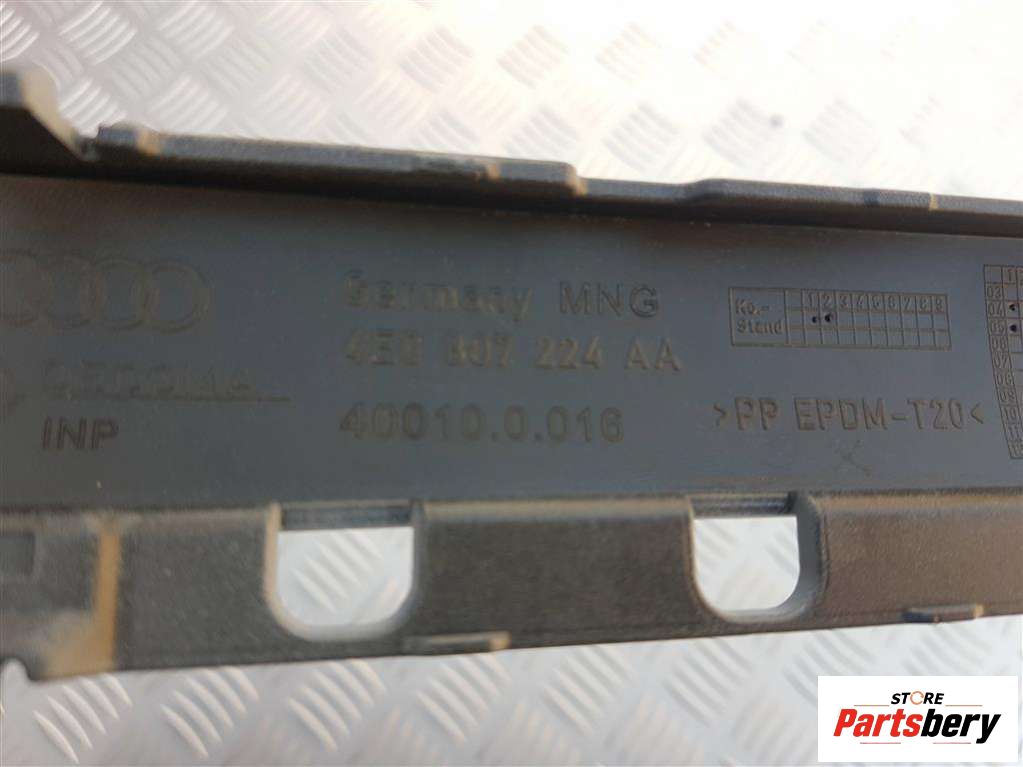 Germany MNG
4E0 807 224 AA
40010.0.016
INP
Ko.-
Stand
1 2 3 4 5 6 7 8 9
>PP EPDM-T20<
STORE
Partsbery